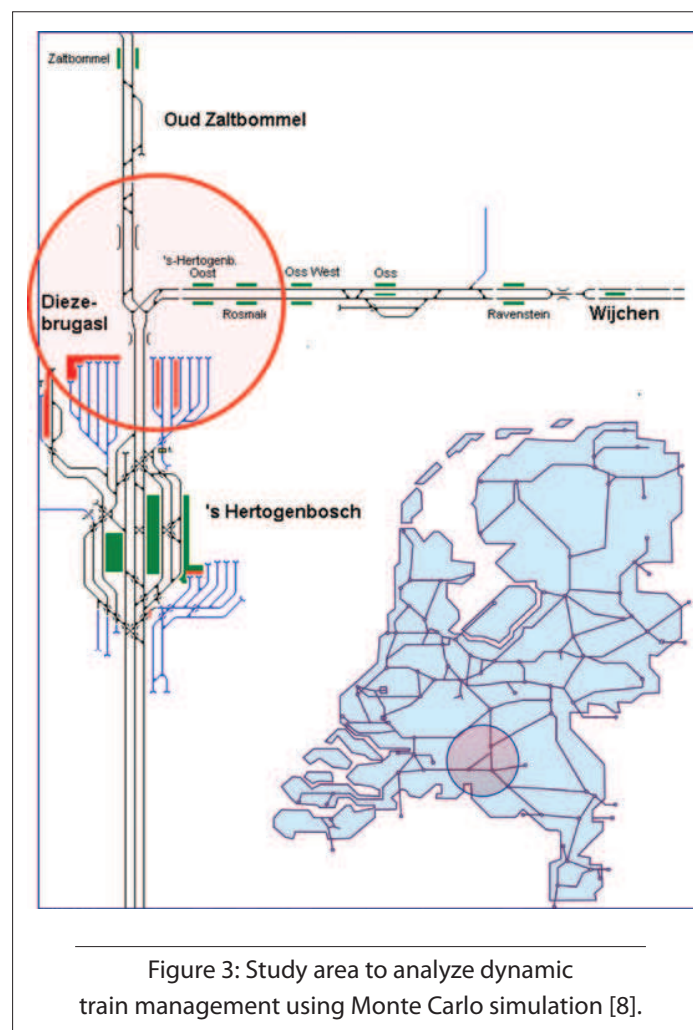 Zaltbommel
Oud Zaltbommel
's-Hertogenb.
Oost
Oss West
Oss
Dieze-
brugasl
Rosmale
Ravenstein
Wijchen
's Hertogenbosch
Figure 3: Study area to analyze dynamic
train management using Monte Carlo simulation [8].